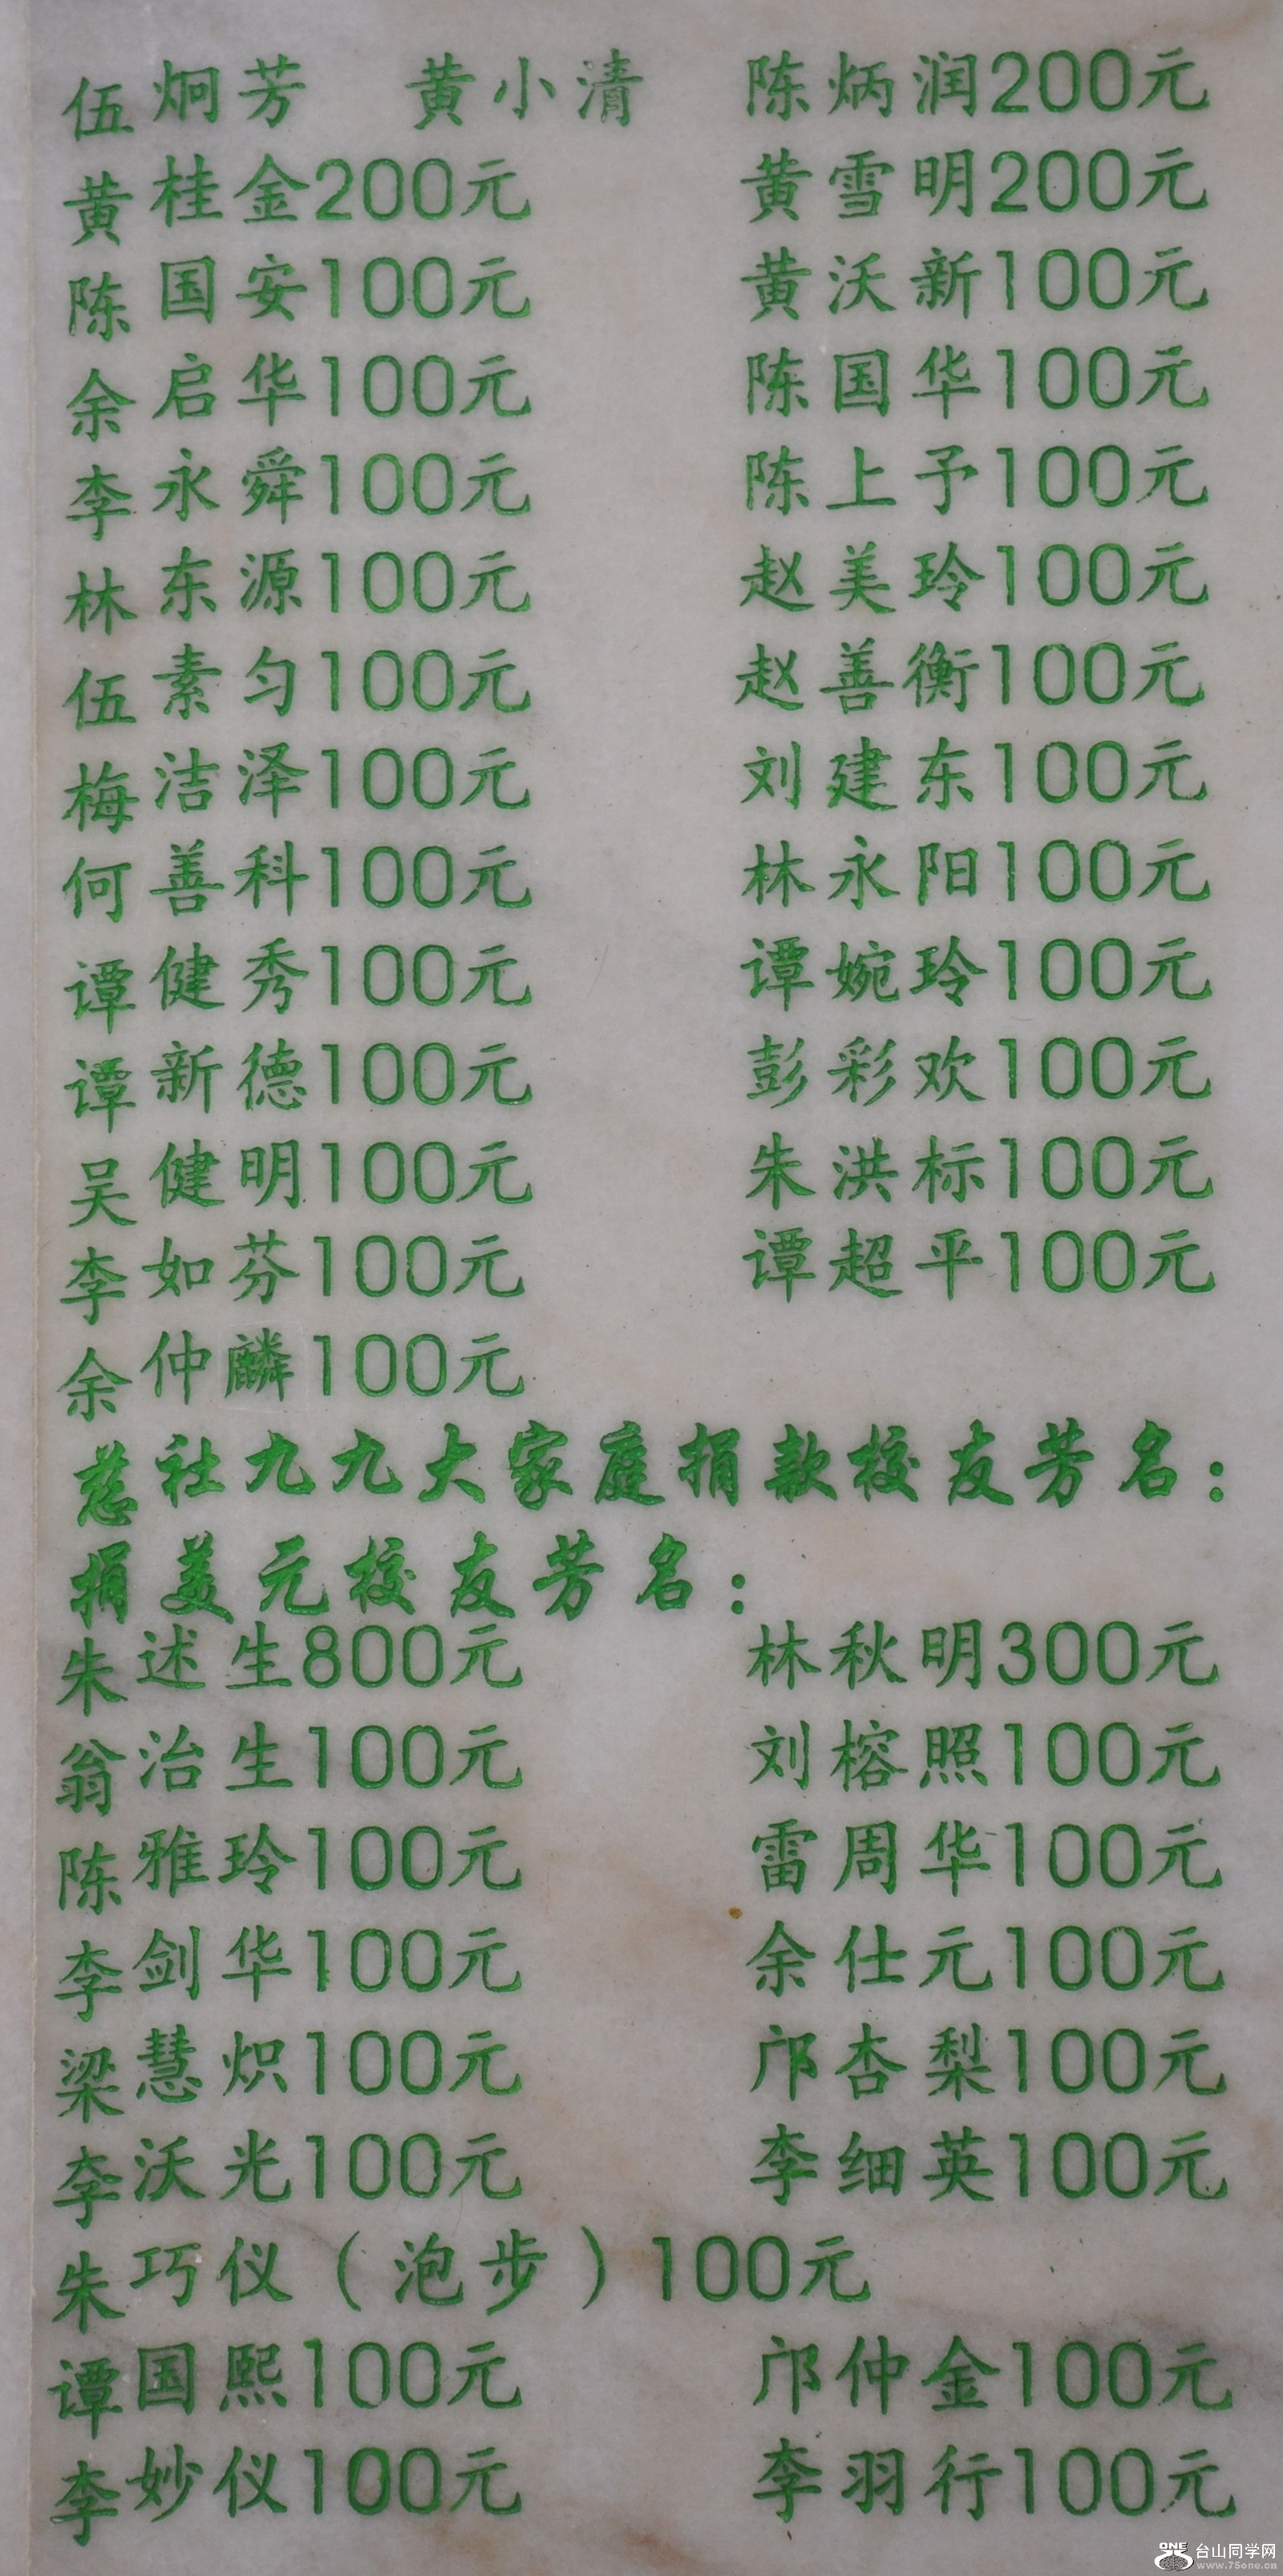 伍炯芳 黄小清 陈炳润200元
黄桂金200元 黄雪明200元
陈国安100元 黄沃新100元
余启华100元 陈国华100元
李永舜100元 陈上予100元
林东源100元 赵美玲100元
伍素匀100元 赵善衡100元
梅洁泽100元 刘建东100元
何善科100元 林永阳100元
谭健秀100元 谭婉玲100元
谭新德100元 彭彩欢100元
吴健明100元 朱洪标100元
李如芬100元 谭超平100元
余仲麟100元
慈社九九大家庭捐款校友芳名：
捐美元校友芳名：
朱述生800元 林秋明300元
翁治生100元 刘榕照100元
陈雅玲100元 雷周华100元
李剑华100元 余仕元100元
梁慧炽100元 邝杏梨100元
李沃光100元 李细英100元
朱巧仪（泡步）100元
谭国熙100元 邝仲金100元
李妙仪100元 李羽行100元
ONE 台山同学网
www.75one.cn